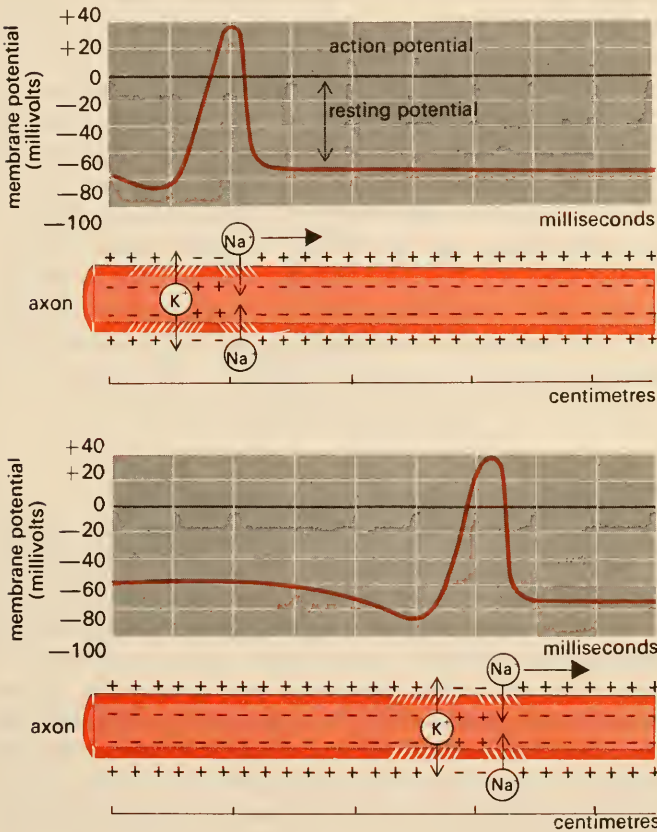 +40
+20
0
−20
−40
−60
−80
−100
membrane potential
(millivolts)
action potential
resting potential
milliseconds
Na+
+ + + + + + + − − + + + + + + + + + + + + + +
axon
K+
Na+
centimetres
+40
+20
0
−20
−40
−60
−80
−100
membrane potential
(millivolts)
milliseconds
Na+
axon
K+
Na+
centimetres